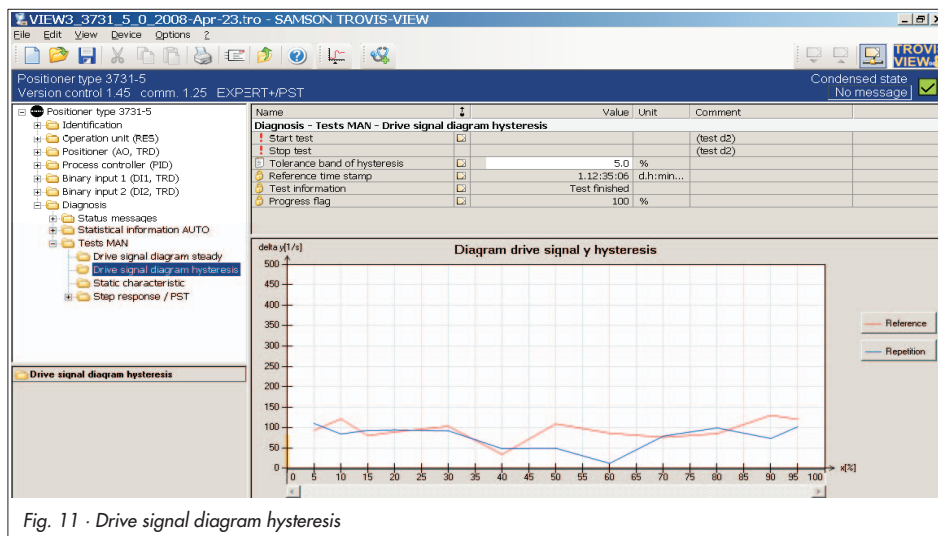 VIEW3_3731_5_0_2008-Apr-23.tro - SAMSON TROVIS-VIEW
File Edit View Device Options ?
TROVIS
VIEW
Positioner type 3731-5
Version control 1.45 comm. 1.25 EXPERT+/PST
Condensed state
No message
Positioner type 3731-5
Identification
Operation unit (RES)
Positioner (AO, TRD)
Process controller (PID)
Binary input 1 (DI1, TRD)
Binary input 2 (DI2, TRD)
Diagnosis
Status messages
Statistical information AUTO
Tests MAN
Drive signal diagram steady
Drive signal diagram hysteresis
Static characteristic
Step response / PST
Drive signal diagram hysteresis
Name Value Unit Comment
Diagnosis - Tests MAN - Drive signal diagram hysteresis
Start test (test d2)
Stop test (test d2)
Tolerance band of hysteresis 5.0 %
Reference time stamp 1.12:35:06 d.h:min...
Test information Test finished
Progress flag 100 %
delta y[1/s]
Diagram drive signal y hysteresis
500
450
400
350
300
250
200
150
100
50
0
0 5 10 15 20 25 30 35 40 45 50 55 60 65 70 75 80 85 90 95 100
x[%]
Reference
Repetition
Fig. 11 · Drive signal diagram hysteresis